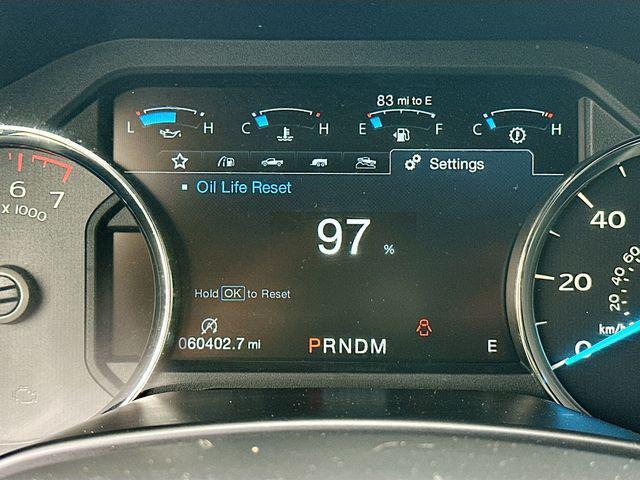 83 mi to E
L H C H E F C H
Settings
Oil Life Reset
97 %
Hold OK to Reset
060402.7 mi
PRNDM
E
6 7
x 1000
40
20
0
60
40
20
km/h